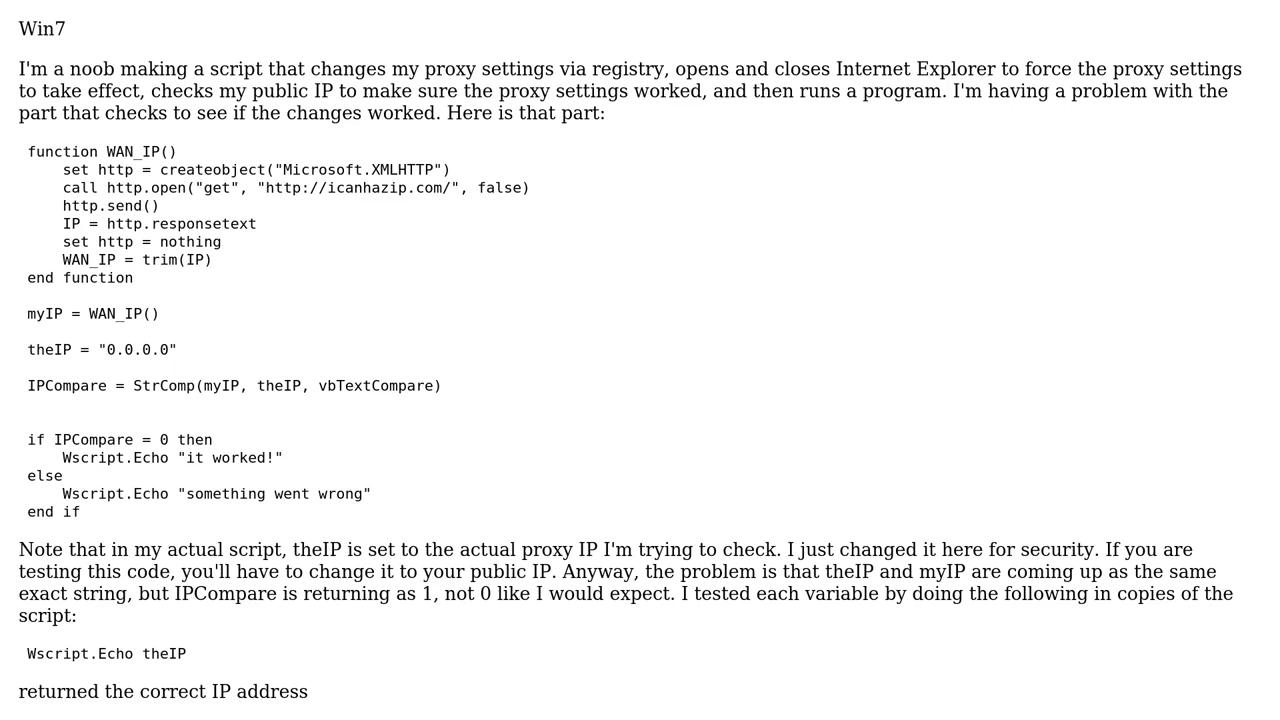 Win7
I'm a noob making a script that changes my proxy settings via registry, opens and closes Internet Explorer to force the proxy settings
to take effect, checks my public IP to make sure the proxy settings worked, and then runs a program. I'm having a problem with the
part that checks to see if the changes worked. Here is that part:
function WAN_IP()
    set http = createobject("Microsoft.XMLHTTP")
    call http.open("get", "http://icanhazip.com/", false)
    http.send()
    IP = http.responsetext
    set http = nothing
    WAN_IP = trim(IP)
end function
myIP = WAN_IP()
theIP = "0.0.0.0"
IPCompare = StrComp(myIP, theIP, vbTextCompare)
if IPCompare = 0 then
    Wscript.Echo "it worked!"
else
    Wscript.Echo "something went wrong"
end if
Note that in my actual script, theIP is set to the actual proxy IP I'm trying to check. I just changed it here for security. If you are
testing this code, you'll have to change it to your public IP. Anyway, the problem is that theIP and myIP are coming up as the same
exact string, but IPCompare is returning as 1, not 0 like I would expect. I tested each variable by doing the following in copies of the
script:
Wscript.Echo theIP
returned the correct IP address